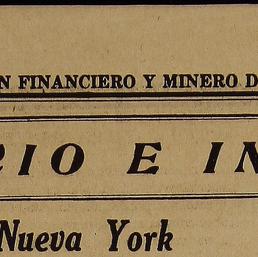 N FINANCIERO Y MINERO D
RIO E IN
Nueva York